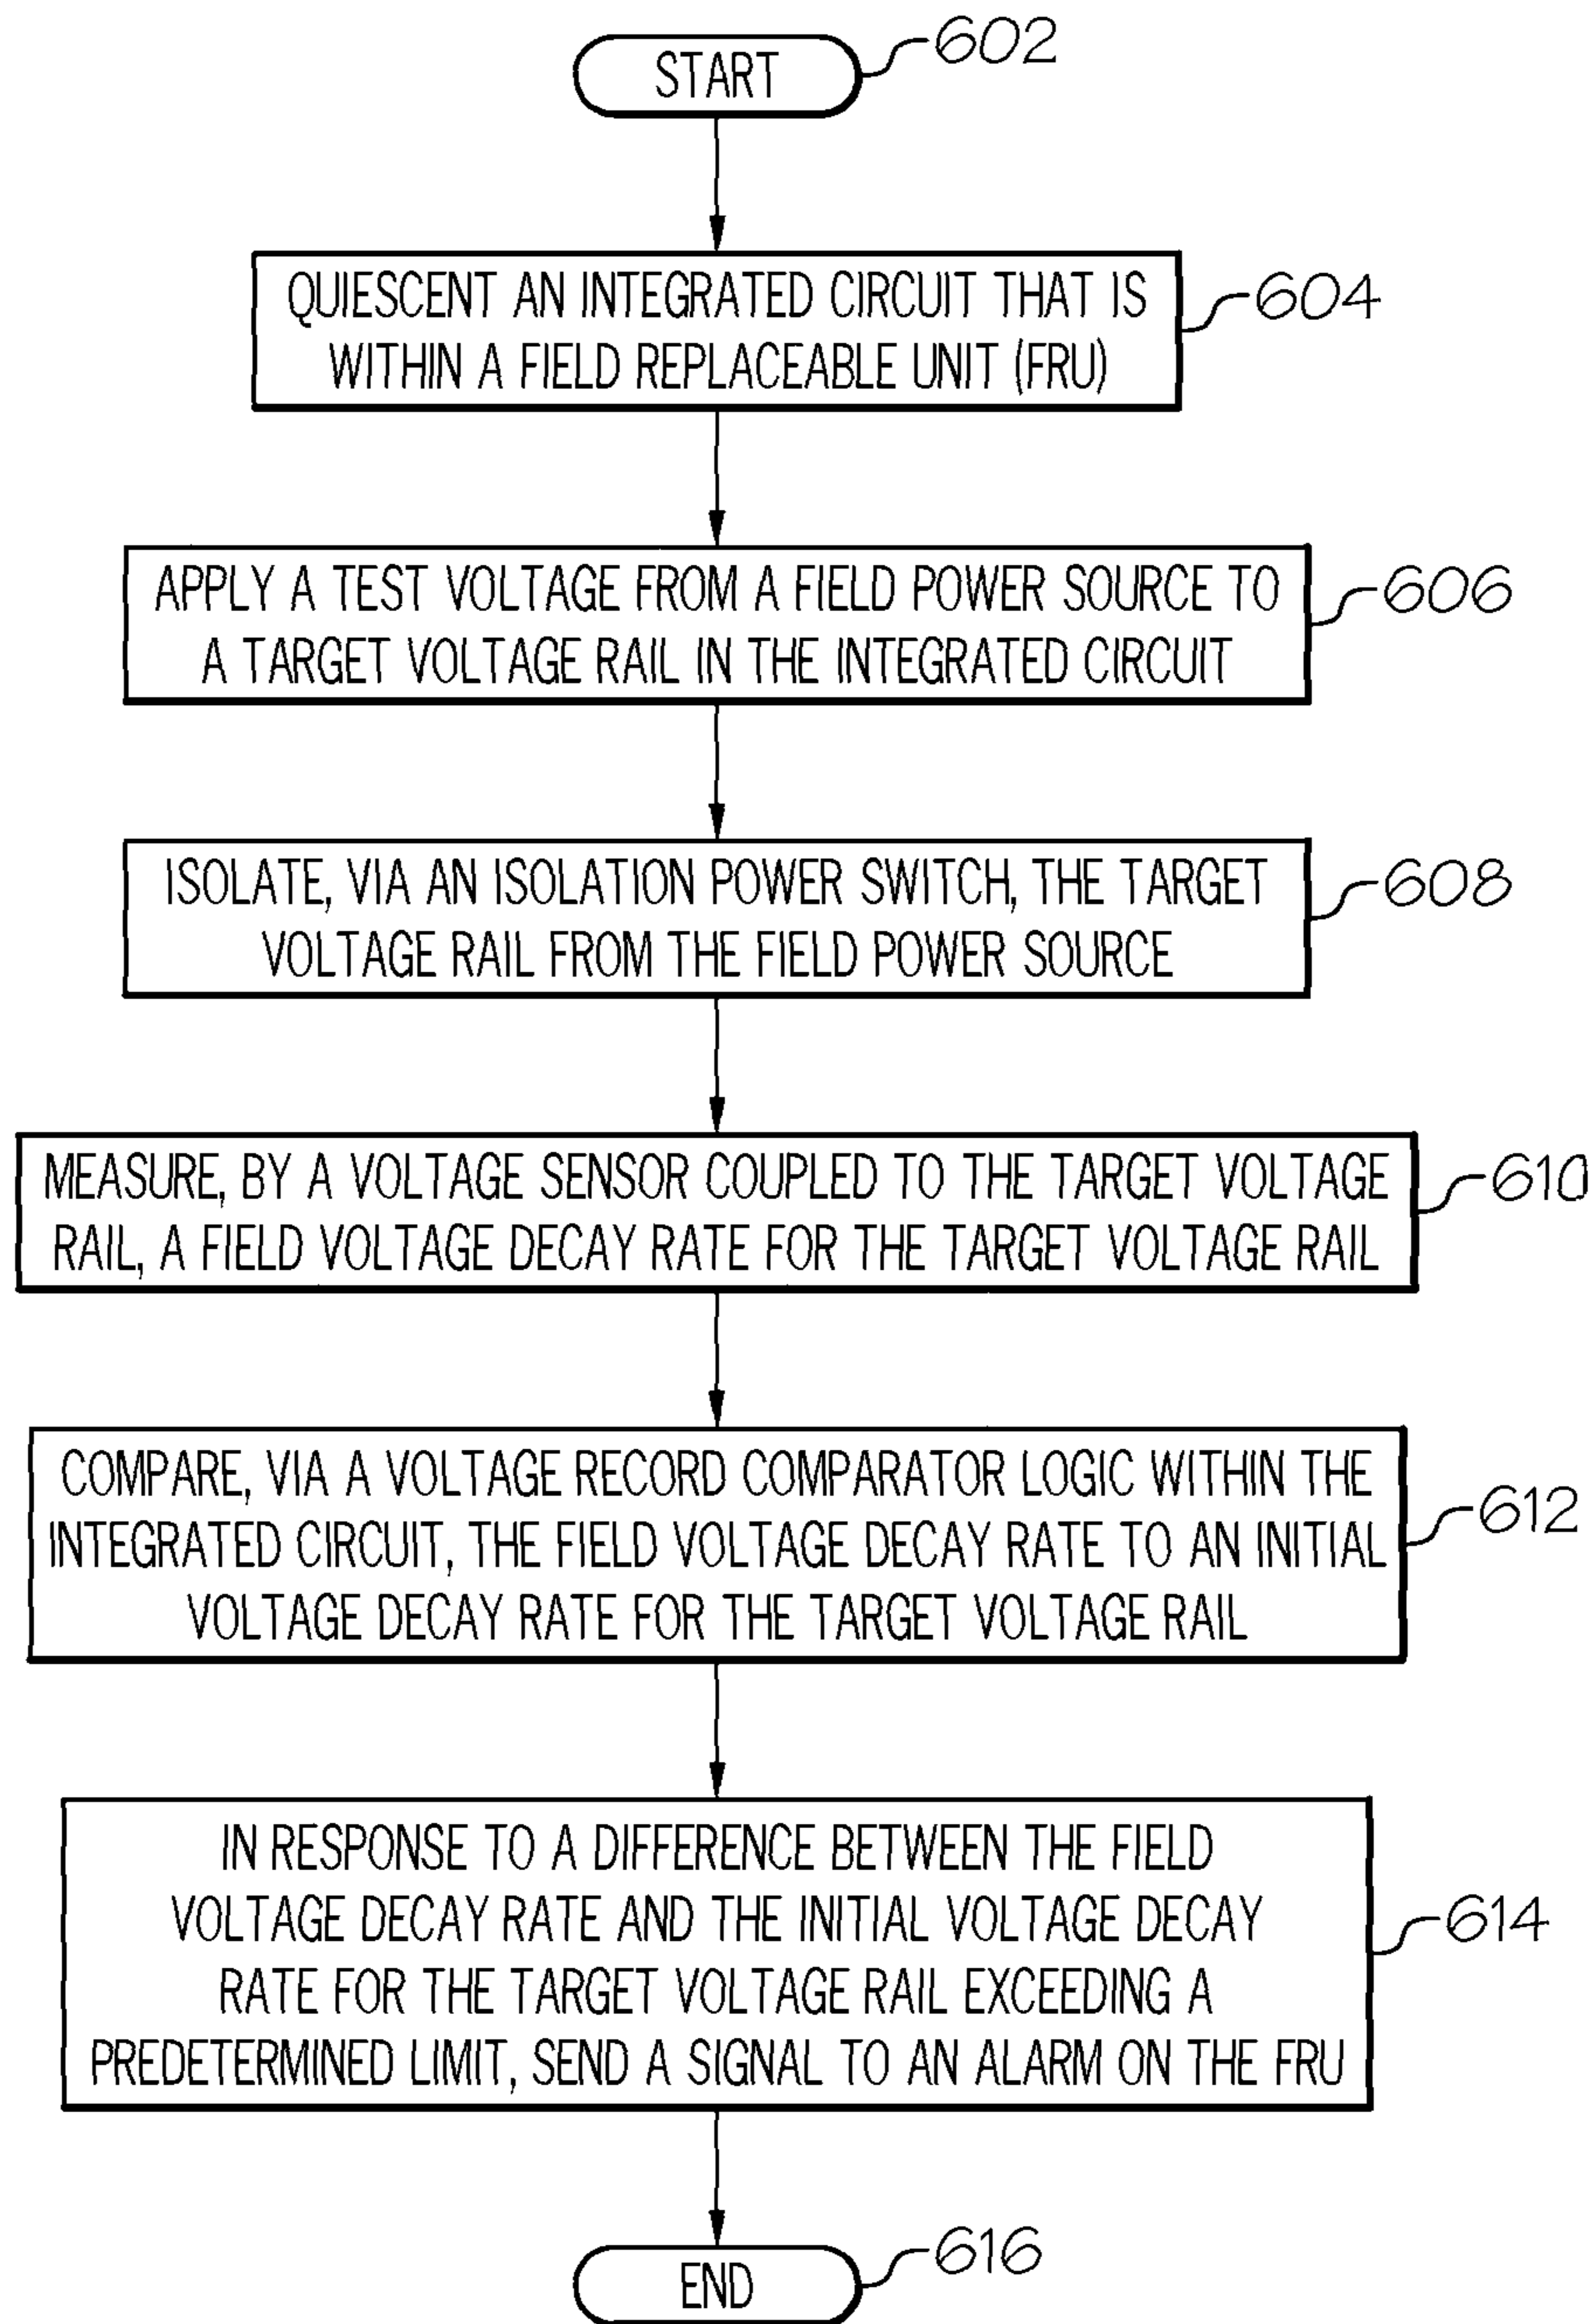 START
602
QUIESCENT AN INTEGRATED CIRCUIT THAT IS
WITHIN A FIELD REPLACEABLE UNIT (FRU)
604
APPLY A TEST VOLTAGE FROM A FIELD POWER SOURCE TO
A TARGET VOLTAGE RAIL IN THE INTEGRATED CIRCUIT
606
ISOLATE, VIA AN ISOLATION POWER SWITCH, THE TARGET
VOLTAGE RAIL FROM THE FIELD POWER SOURCE
608
MEASURE, BY A VOLTAGE SENSOR COUPLED TO THE TARGET VOLTAGE
RAIL, A FIELD VOLTAGE DECAY RATE FOR THE TARGET VOLTAGE RAIL
610
COMPARE, VIA A VOLTAGE RECORD COMPARATOR LOGIC WITHIN THE
INTEGRATED CIRCUIT, THE FIELD VOLTAGE DECAY RATE TO AN INITIAL
VOLTAGE DECAY RATE FOR THE TARGET VOLTAGE RAIL
612
IN RESPONSE TO A DIFFERENCE BETWEEN THE FIELD
VOLTAGE DECAY RATE AND THE INITIAL VOLTAGE DECAY
RATE FOR THE TARGET VOLTAGE RAIL EXCEEDING A
PREDETERMINED LIMIT, SEND A SIGNAL TO AN ALARM ON THE FRU
614
END
616